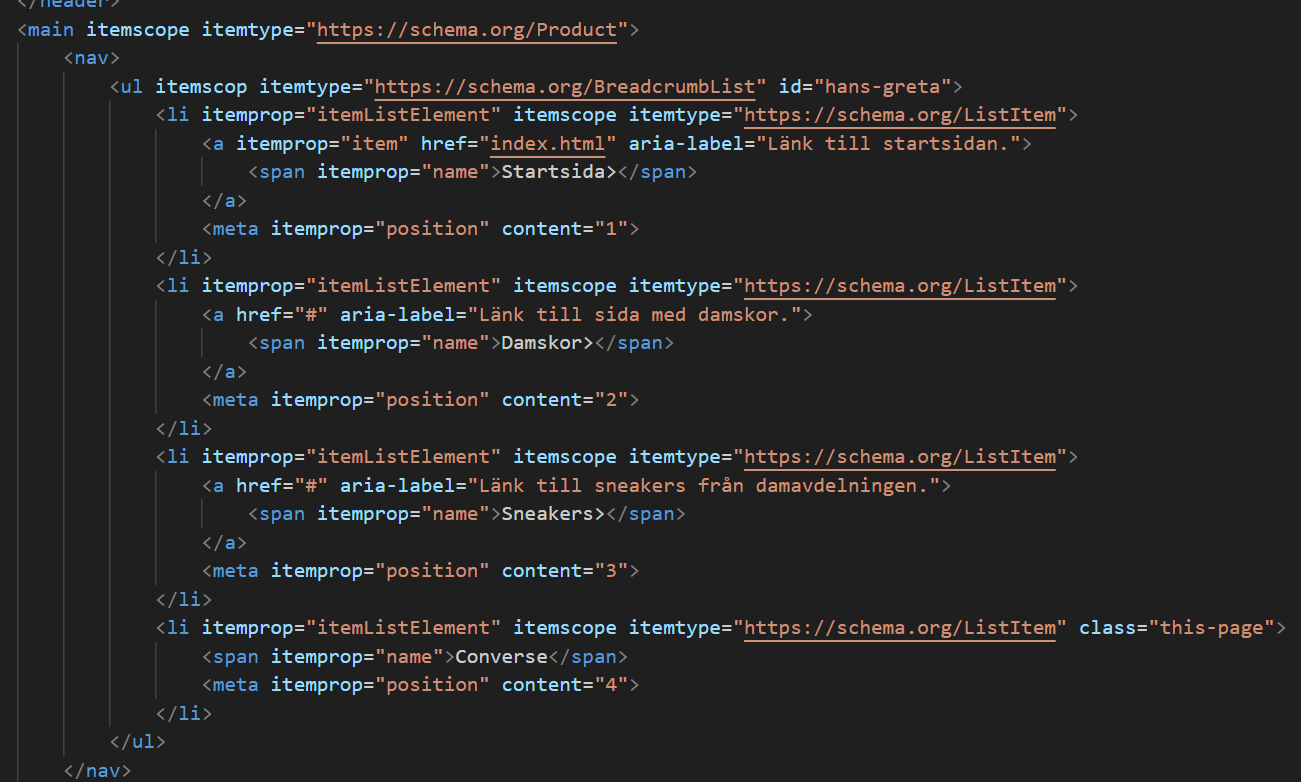 </header>
<main itemscope itemtype="https://schema.org/Product">
<nav>
<ul itemscop itemtype="https://schema.org/BreadcrumbList" id="hans-greta">
<li itemprop="itemListElement" itemscope itemtype="https://schema.org/ListItem">
<a itemprop="item" href="index.html" aria-label="Länk till startsidan.">
<span itemprop="name">Startsida></span>
</a>
<meta itemprop="position" content="1">
</li>
<li itemprop="itemListElement" itemscope itemtype="https://schema.org/ListItem">
<a href="#" aria-label="Länk till sida med damskor.">
<span itemprop="name">Damskor></span>
</a>
<meta itemprop="position" content="2">
</li>
<li itemprop="itemListElement" itemscope itemtype="https://schema.org/ListItem">
<a href="#" aria-label="Länk till sneakers från damavdelningen.">
<span itemprop="name">Sneakers></span>
</a>
<meta itemprop="position" content="3">
</li>
<li itemprop="itemListElement" itemscope itemtype="https://schema.org/ListItem" class="this-page">
<span itemprop="name">Converse</span>
<meta itemprop="position" content="4">
</li>
</ul>
</nav>